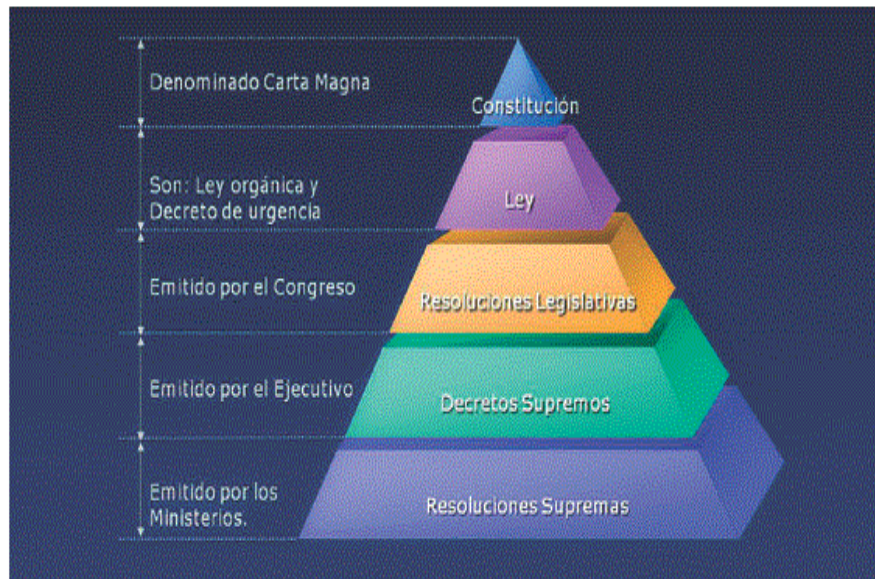 Denominado Carta Magna
Constitución
Son: Ley orgánica y
Decreto de urgencia
Ley
Emitido por el Congreso
Resoluciones Legislativas
Emitido por el Ejecutivo
Decretos Supremos
Emitido por los
Ministerios.
Resoluciones Supremas